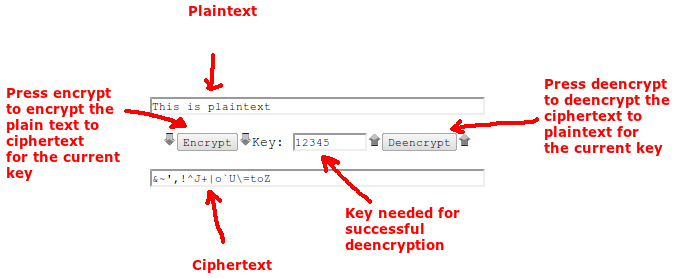 Plaintext
Press encrypt
to encrypt the
plain text to
ciphertext
for the current
key
Press deencrypt
to deencrypt the
ciphertext to
plaintext for
the current key
This is plaintext
Encrypt Key: 12345 Deencrypt
&~',!^J+|o`U\=toZ
Key needed for
successful
deencryption
Ciphertext